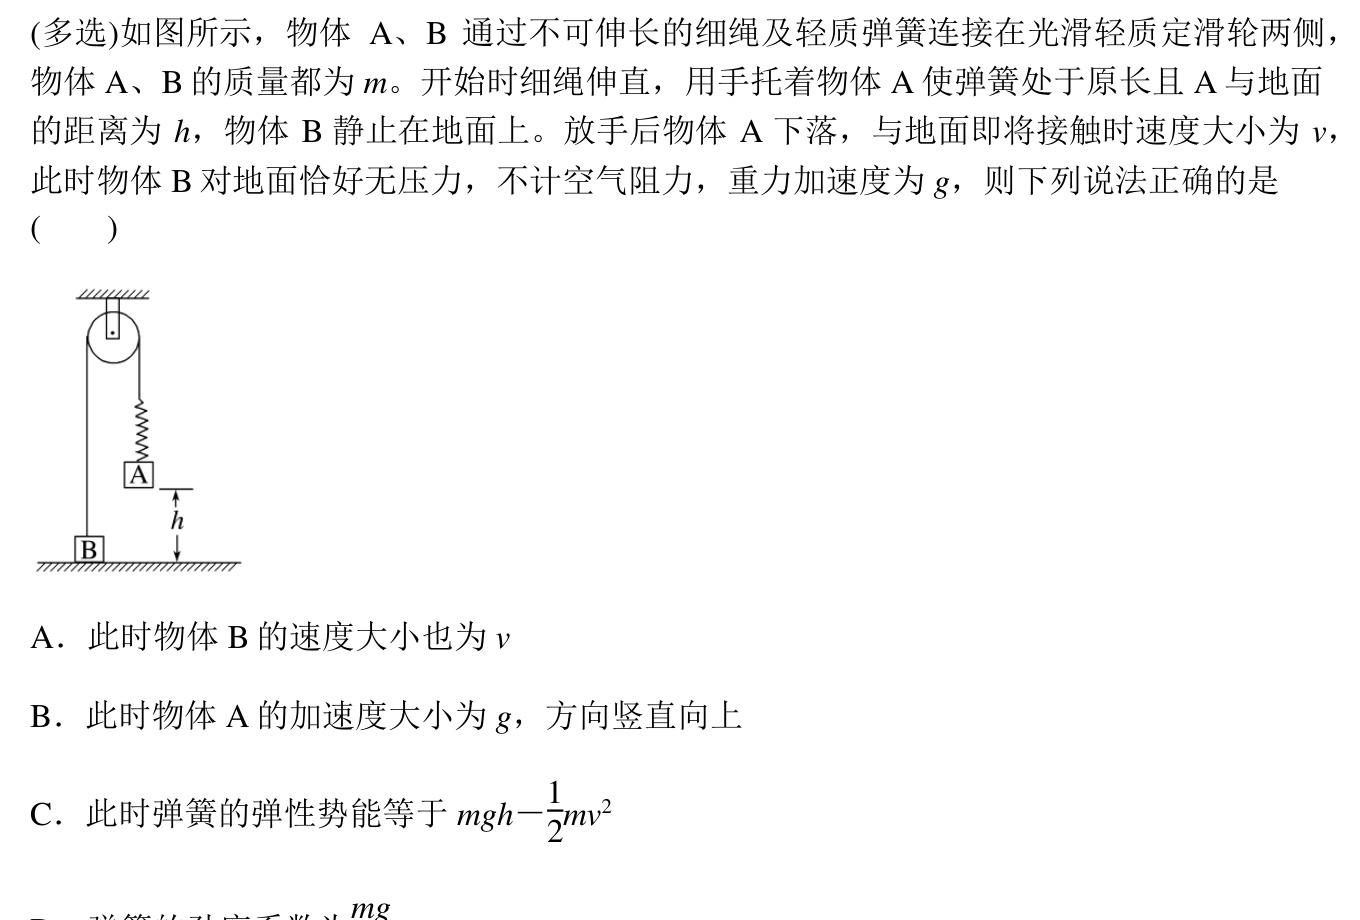 (多选)如图所示，物体 A、B 通过不可伸长的细绳及轻质弹簧连接在光滑轻质定滑轮两侧，
物体 A、B 的质量都为 m。开始时细绳伸直，用手托着物体 A 使弹簧处于原长且 A 与地面
的距离为 h，物体 B 静止在地面上。放手后物体 A 下落，与地面即将接触时速度大小为 v，
此时物体 B 对地面恰好无压力，不计空气阻力，重力加速度为 g，则下列说法正确的是
(　　)
A
h
B
A．此时物体 B 的速度大小也为 v
B．此时物体 A 的加速度大小为 g，方向竖直向上
C．此时弹簧的弹性势能等于 mgh－\frac{1}{2}mv²
mg